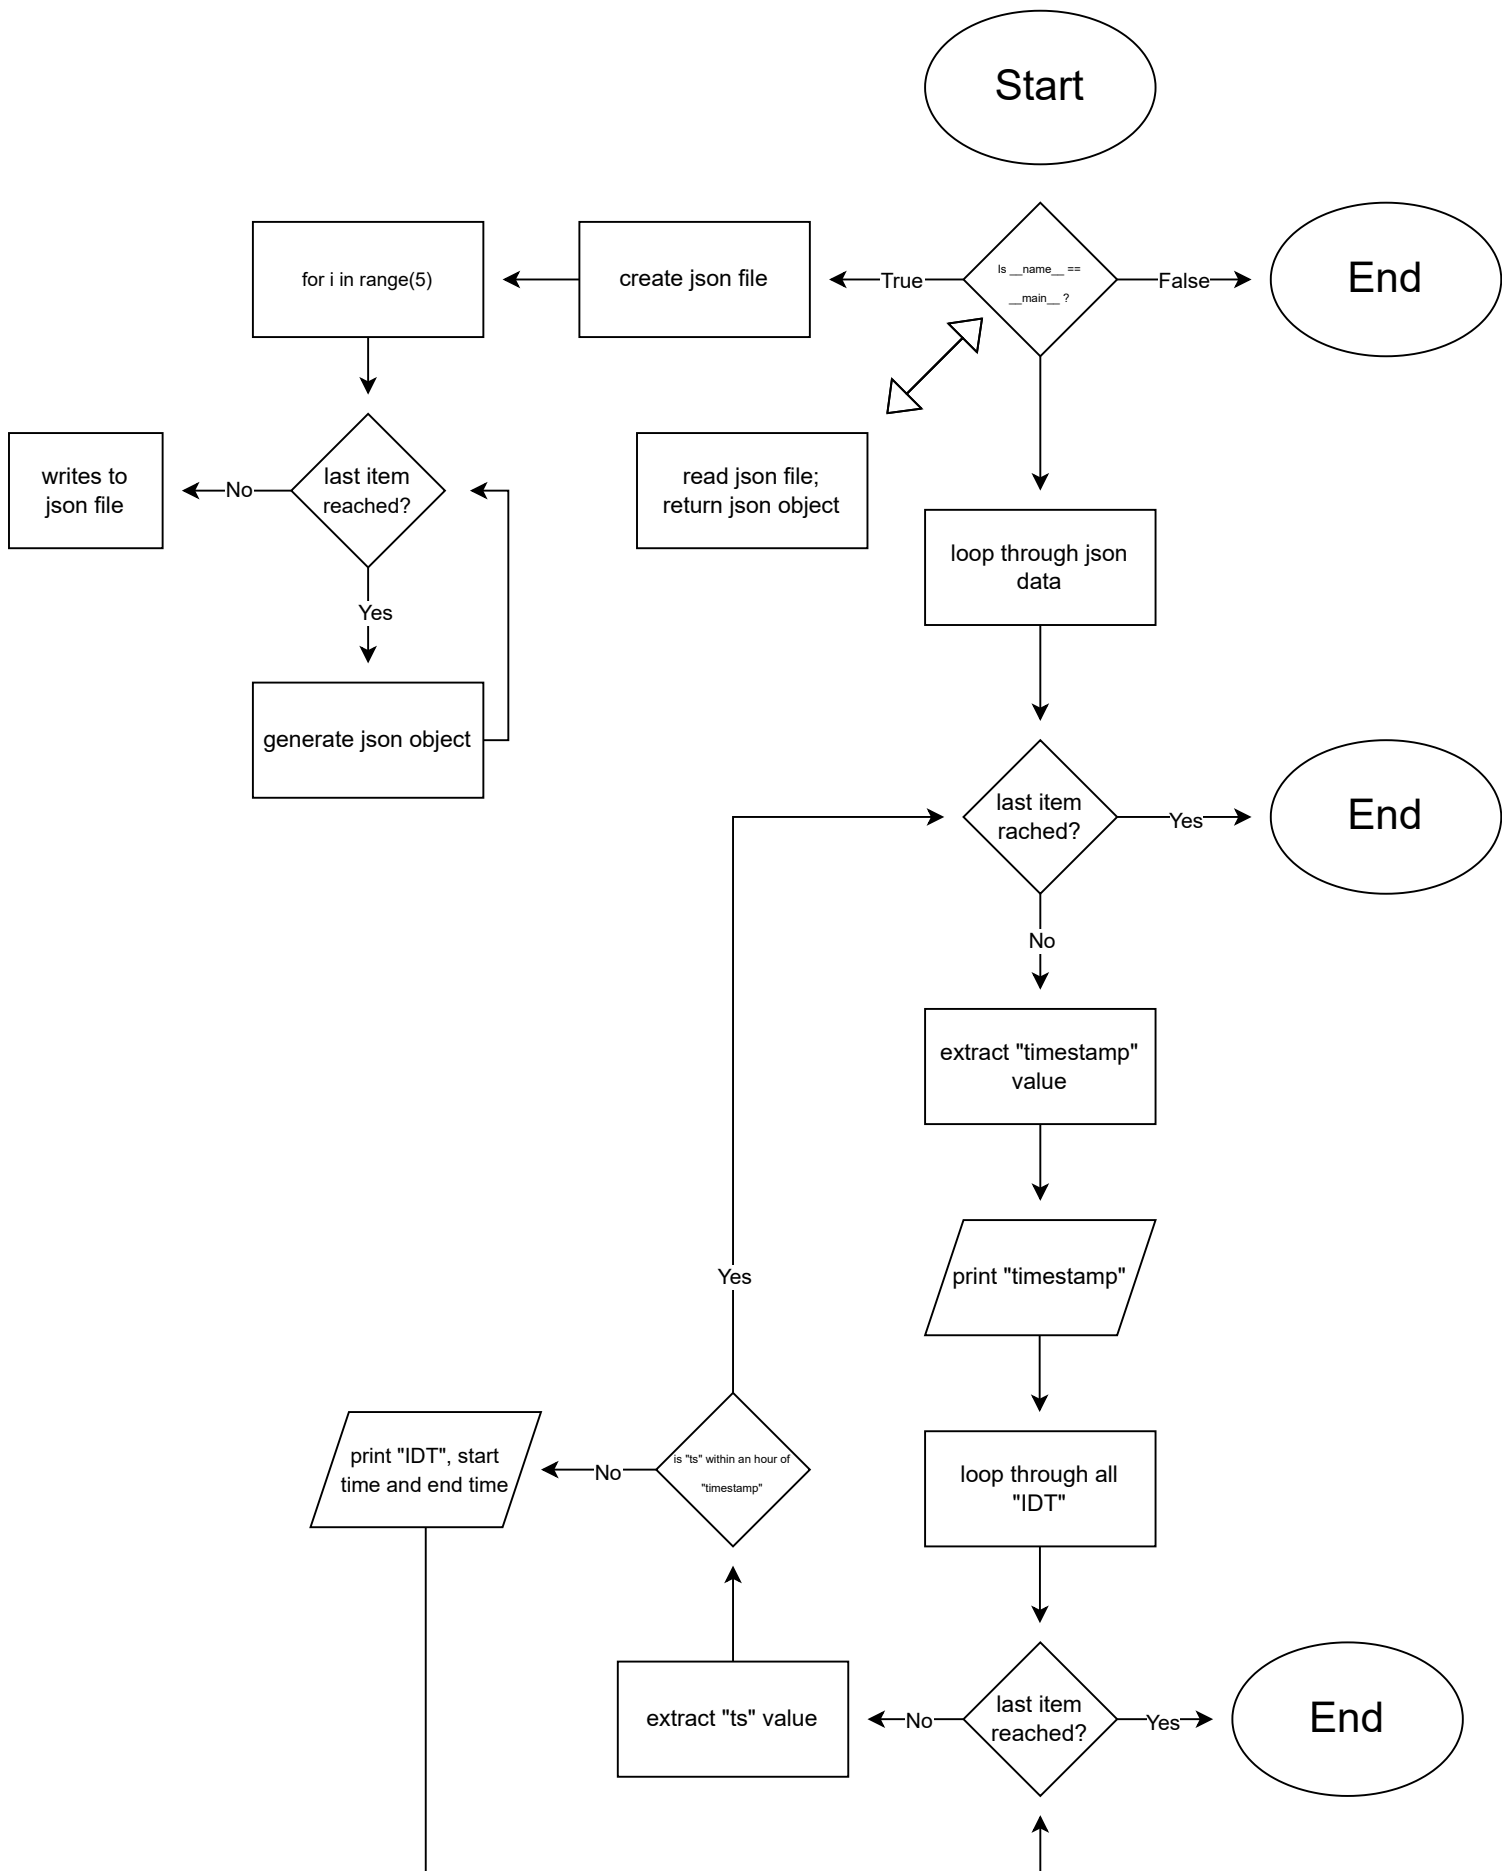 Start
for i in range(5)
create json file
True
Is __name__ ==
__main__ ?
False
End
writes to
json file
No
last item
reached?
read json file;
return json object
loop through json
data
Yes
generate json object
last item
rached?
Yes
End
No
extract "timestamp"
value
print "timestamp"
Yes
print "IDT", start
time and end time
No
is "ts" within an hour of
"timestamp"
loop through all
"IDT"
extract "ts" value
No
last item
reached?
Yes
End